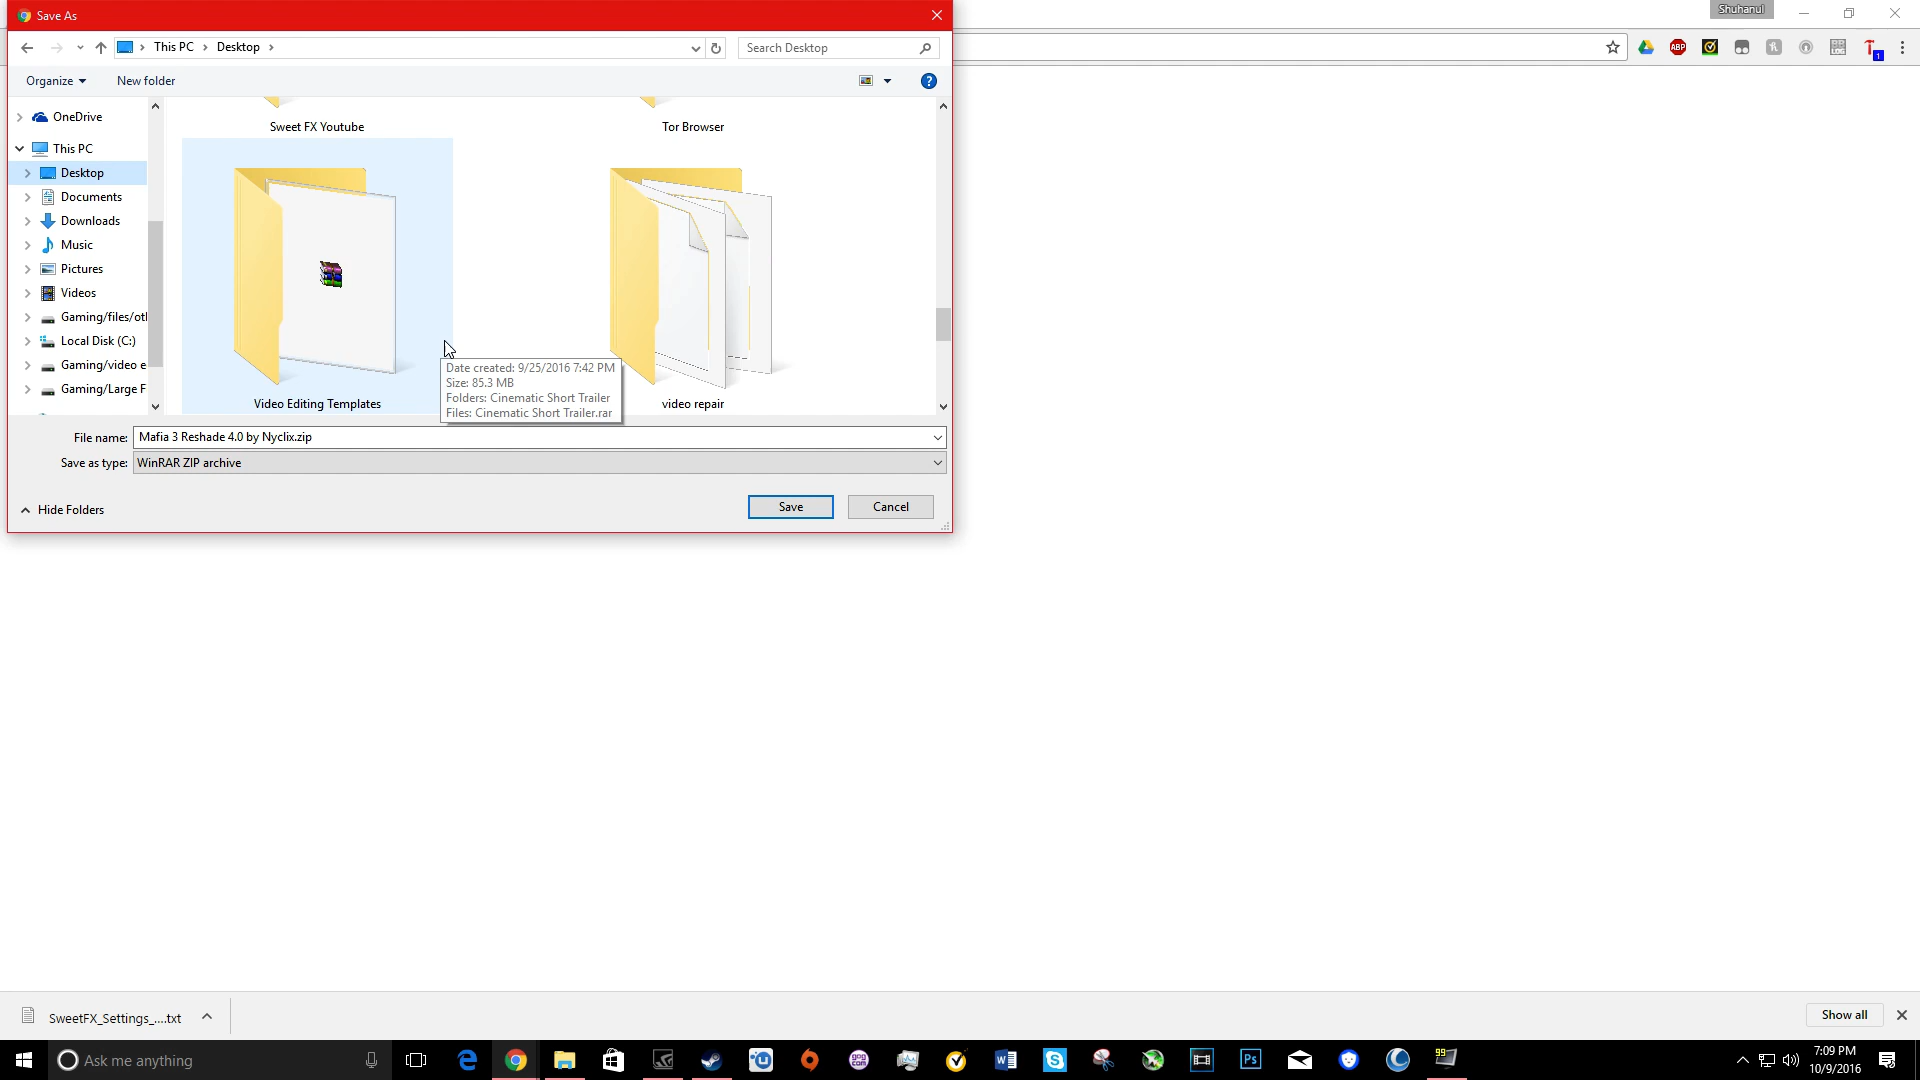 Save As
Shuhanul
This PC
Desktop
Search Desktop
Organize
New folder
OneDrive
This PC
Desktop
Documents
Downloads
Music
Pictures
Videos
Gaming/files/otl
Local Disk (C:)
Gaming/video e
Gaming/Large F
Sweet FX Youtube
Tor Browser
Video Editing Templates
video repair
Date created: 9/25/2016 7:42 PM
Size: 85.3 MB
Folders: Cinematic Short Trailer
Files: Cinematic Short Trailer.rar
File name: Mafia 3 Reshade 4.0 by Nyclix.zip
Save as type: WinRAR ZIP archive
Hide Folders
Save
Cancel
ABP
1
SweetFX_Settings_....txt
Show all
Ask me anything
99
7:09 PM
10/9/2016